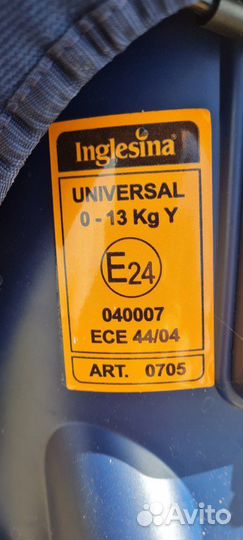 Inglesina®
UNIVERSAL
0 - 13 Kg Y
E24
040007
ECE 44/04
ART. 0705
Avito